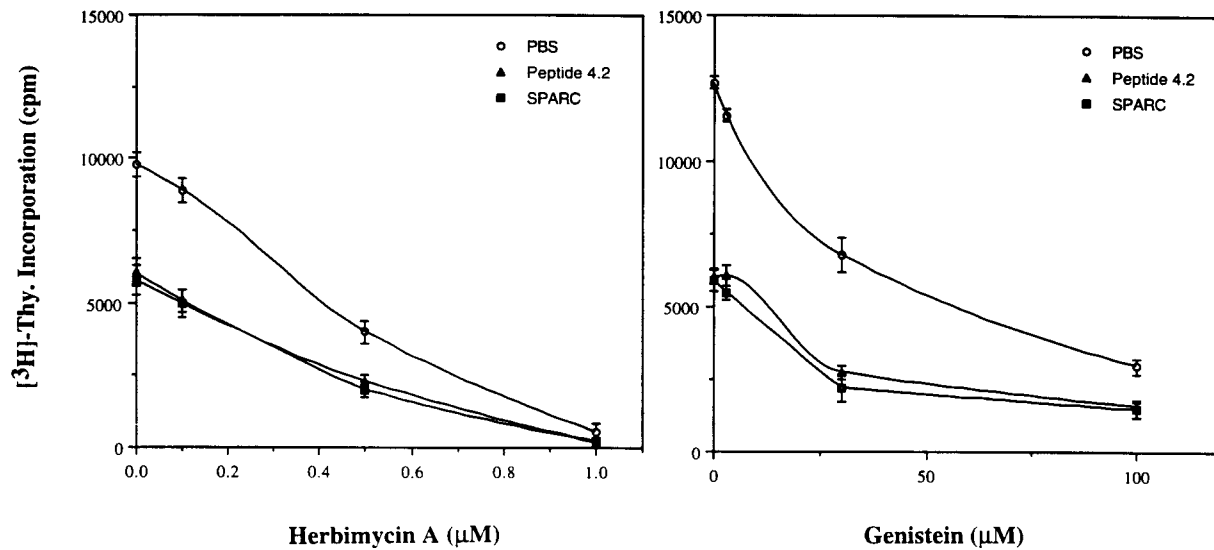 [3H]-Thy. Incorporation (cpm)
15000
10000
5000
0
PBS
Peptide 4.2
SPARC
0.0 0.2 0.4 0.6 0.8 1.0
Herbimycin A (μM)
15000
10000
5000
0
PBS
Peptide 4.2
SPARC
0 50 100
Genistein (μM)